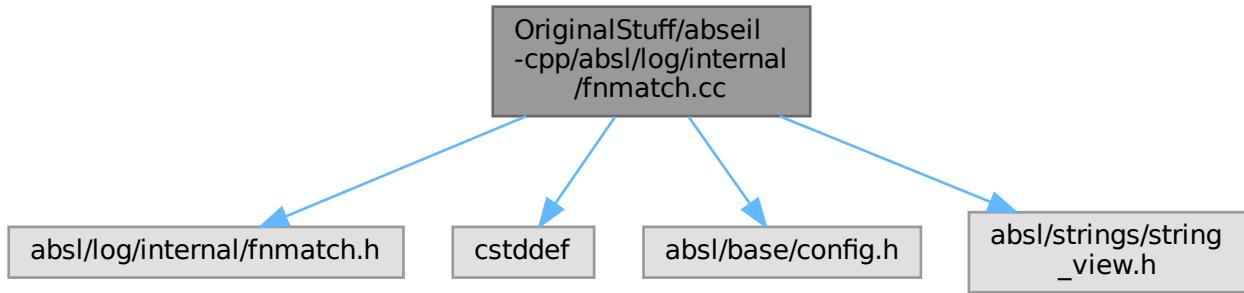 OriginalStuff/abseil
-cpp/absl/log/internal
/fnmatch.cc
absl/log/internal/fnmatch.h
cstddef
absl/base/config.h
absl/strings/string
_view.h